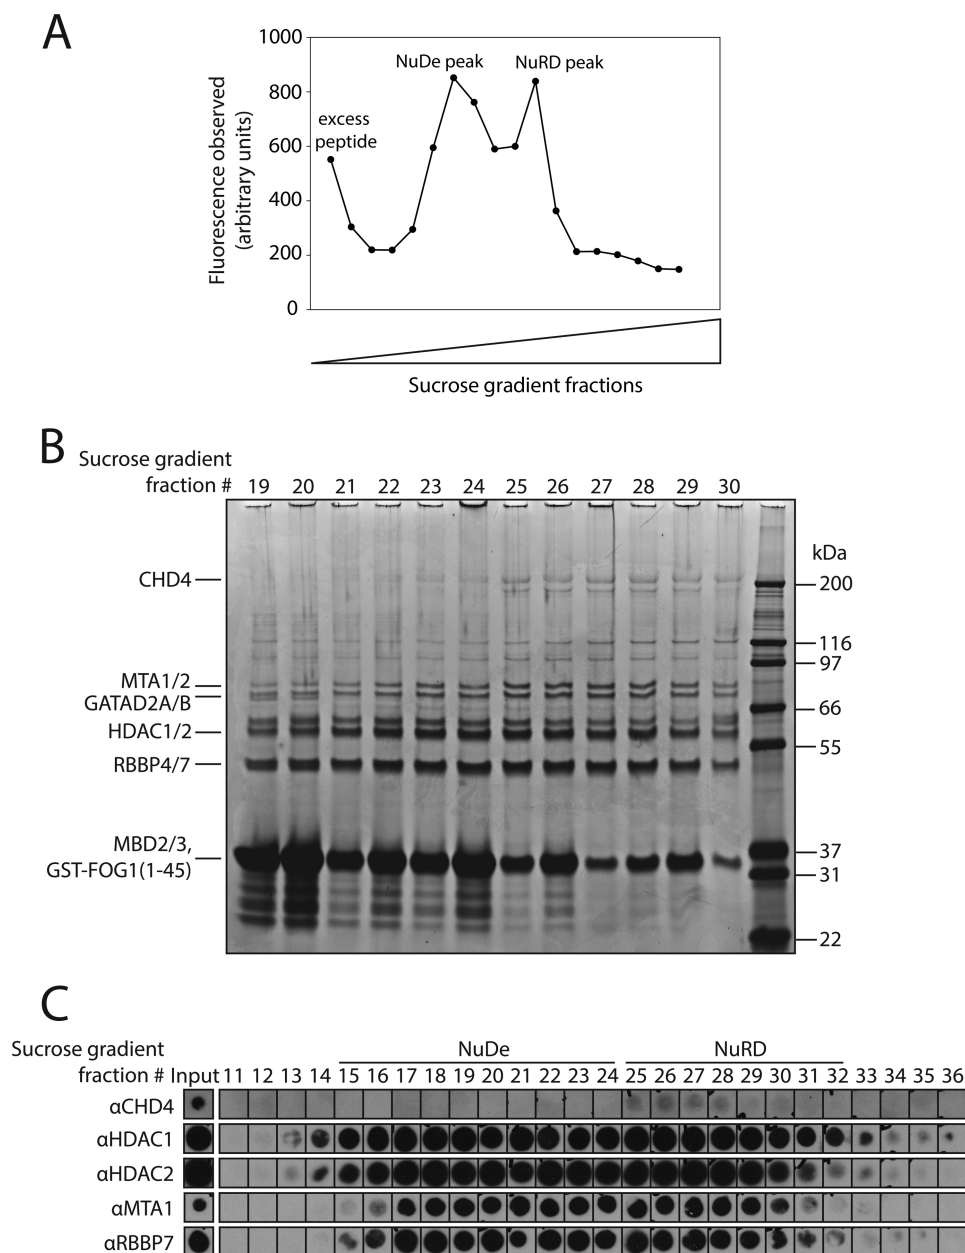 A
1000
800
600
400
200
0
Fluorescence observed
(arbitrary units)
excess
peptide
NuDe peak
NuRD peak
Sucrose gradient fractions
B
Sucrose gradient
fraction # 19 20 21 22 23 24 25 26 27 28 29 30
kDa
CHD4
MTA1/2
GATAD2A/B
HDAC1/2
RBBP4/7
MBD2/3,
GST-FOG1(1-45)
200
116
97
66
55
37
31
22
C
Sucrose gradient NuDe NuRD
fraction # Input 11 12 13 14 15 16 17 18 19 20 21 22 23 24 25 26 27 28 29 30 31 32 33 34 35 36
αCHD4
αHDAC1
αHDAC2
αMTA1
αRBBP7